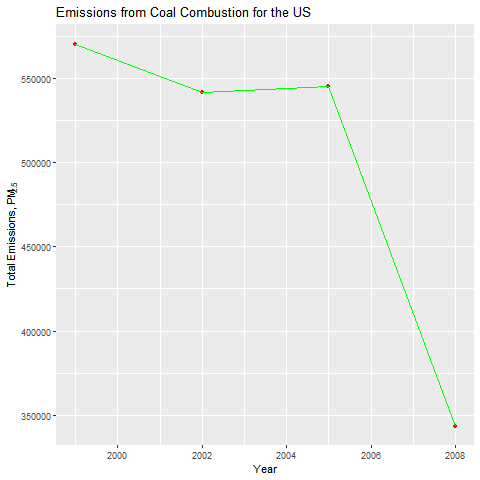 Emissions from Coal Combustion for the US
550000
500000
450000
400000
350000
Total Emissions, PM2.5
2000 2002 2004 2006 2008
Year